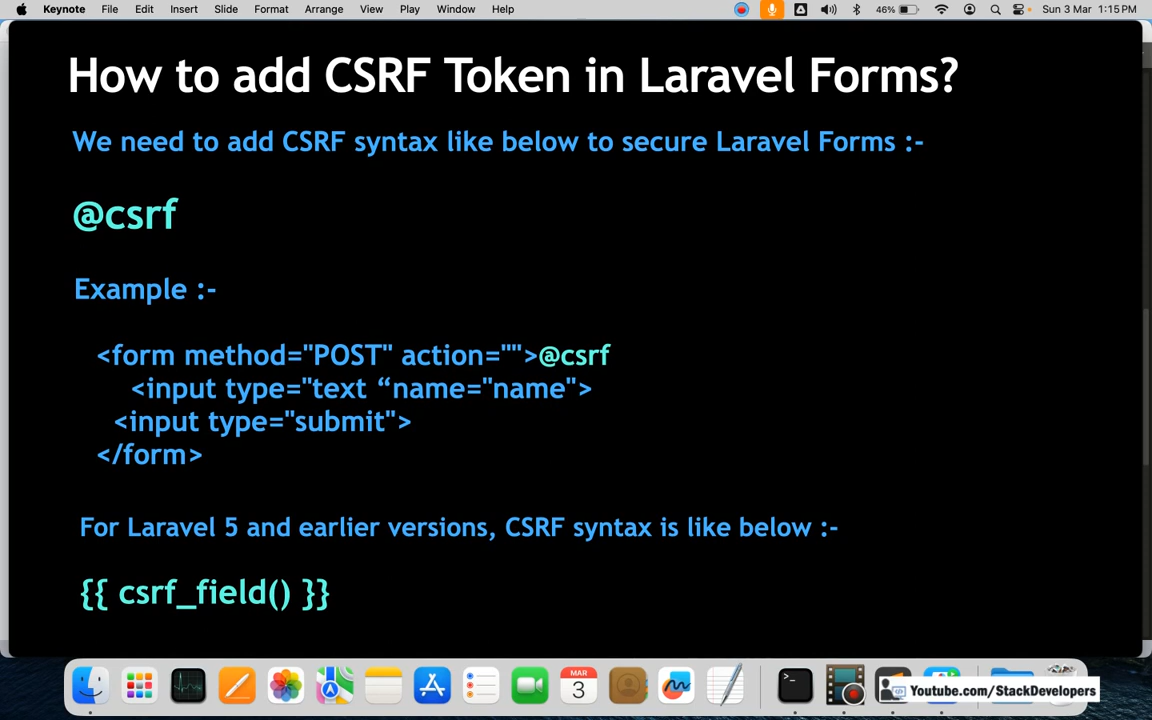 Keynote File Edit Insert Slide Format Arrange View Play Window Help 46% Sun 3 Mar 1:15 PM
How to add CSRF Token in Laravel Forms?
We need to add CSRF syntax like below to secure Laravel Forms :-
@csrf
Example :-
<form method="POST" action="">@csrf
<input type="text “name="name">
<input type="submit">
</form>
For Laravel 5 and earlier versions, CSRF syntax is like below :-
{{ csrf_field() }}
MAR
3
Youtube.com/StackDevelopers